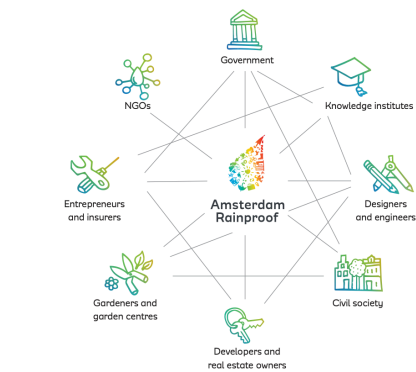 Government
NGOs
Knowledge institutes
Amsterdam
Rainproof
Entrepreneurs
and insurers
Designers
and engineers
Gardeners and
garden centres
Civil society
Developers and
real estate owners